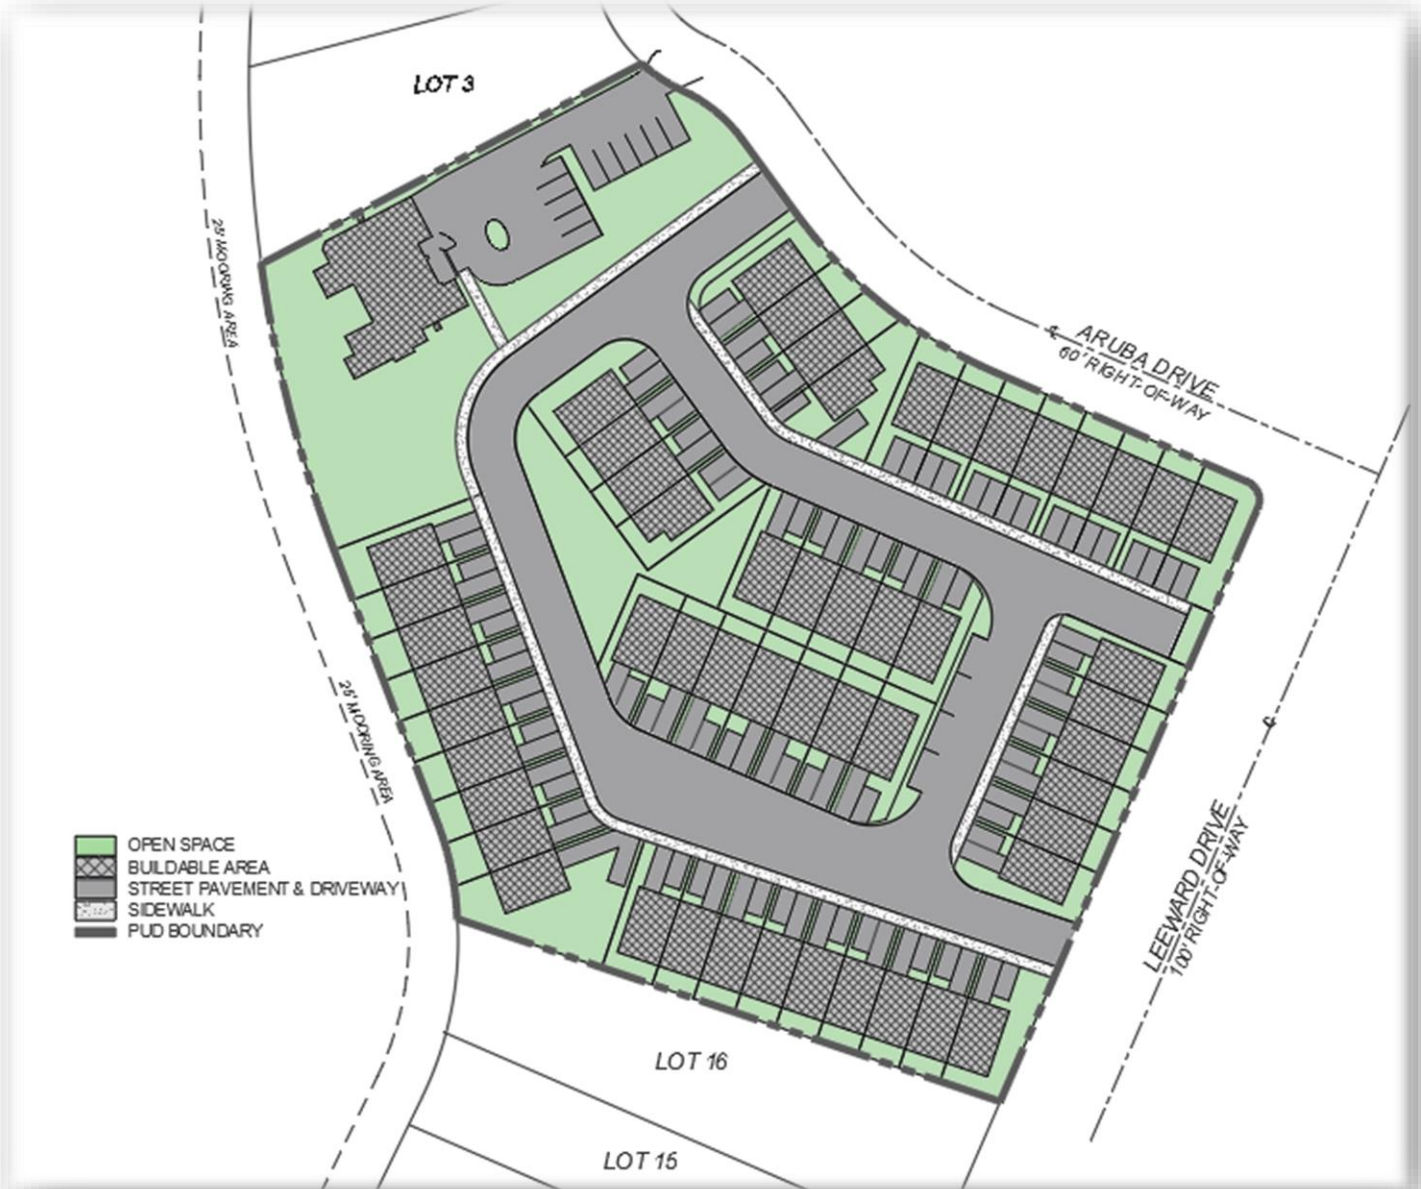 LOT 3
25' MOORING AREA
ARUBA DRIVE
60' RIGHT-OF-WAY
25' MOORING AREA
LEEWARD DRIVE
100' RIGHT-OF-WAY
OPEN SPACE
BUILDABLE AREA
STREET PAVEMENT & DRIVEWAY
SIDEWALK
PUD BOUNDARY
LOT 16
LOT 15